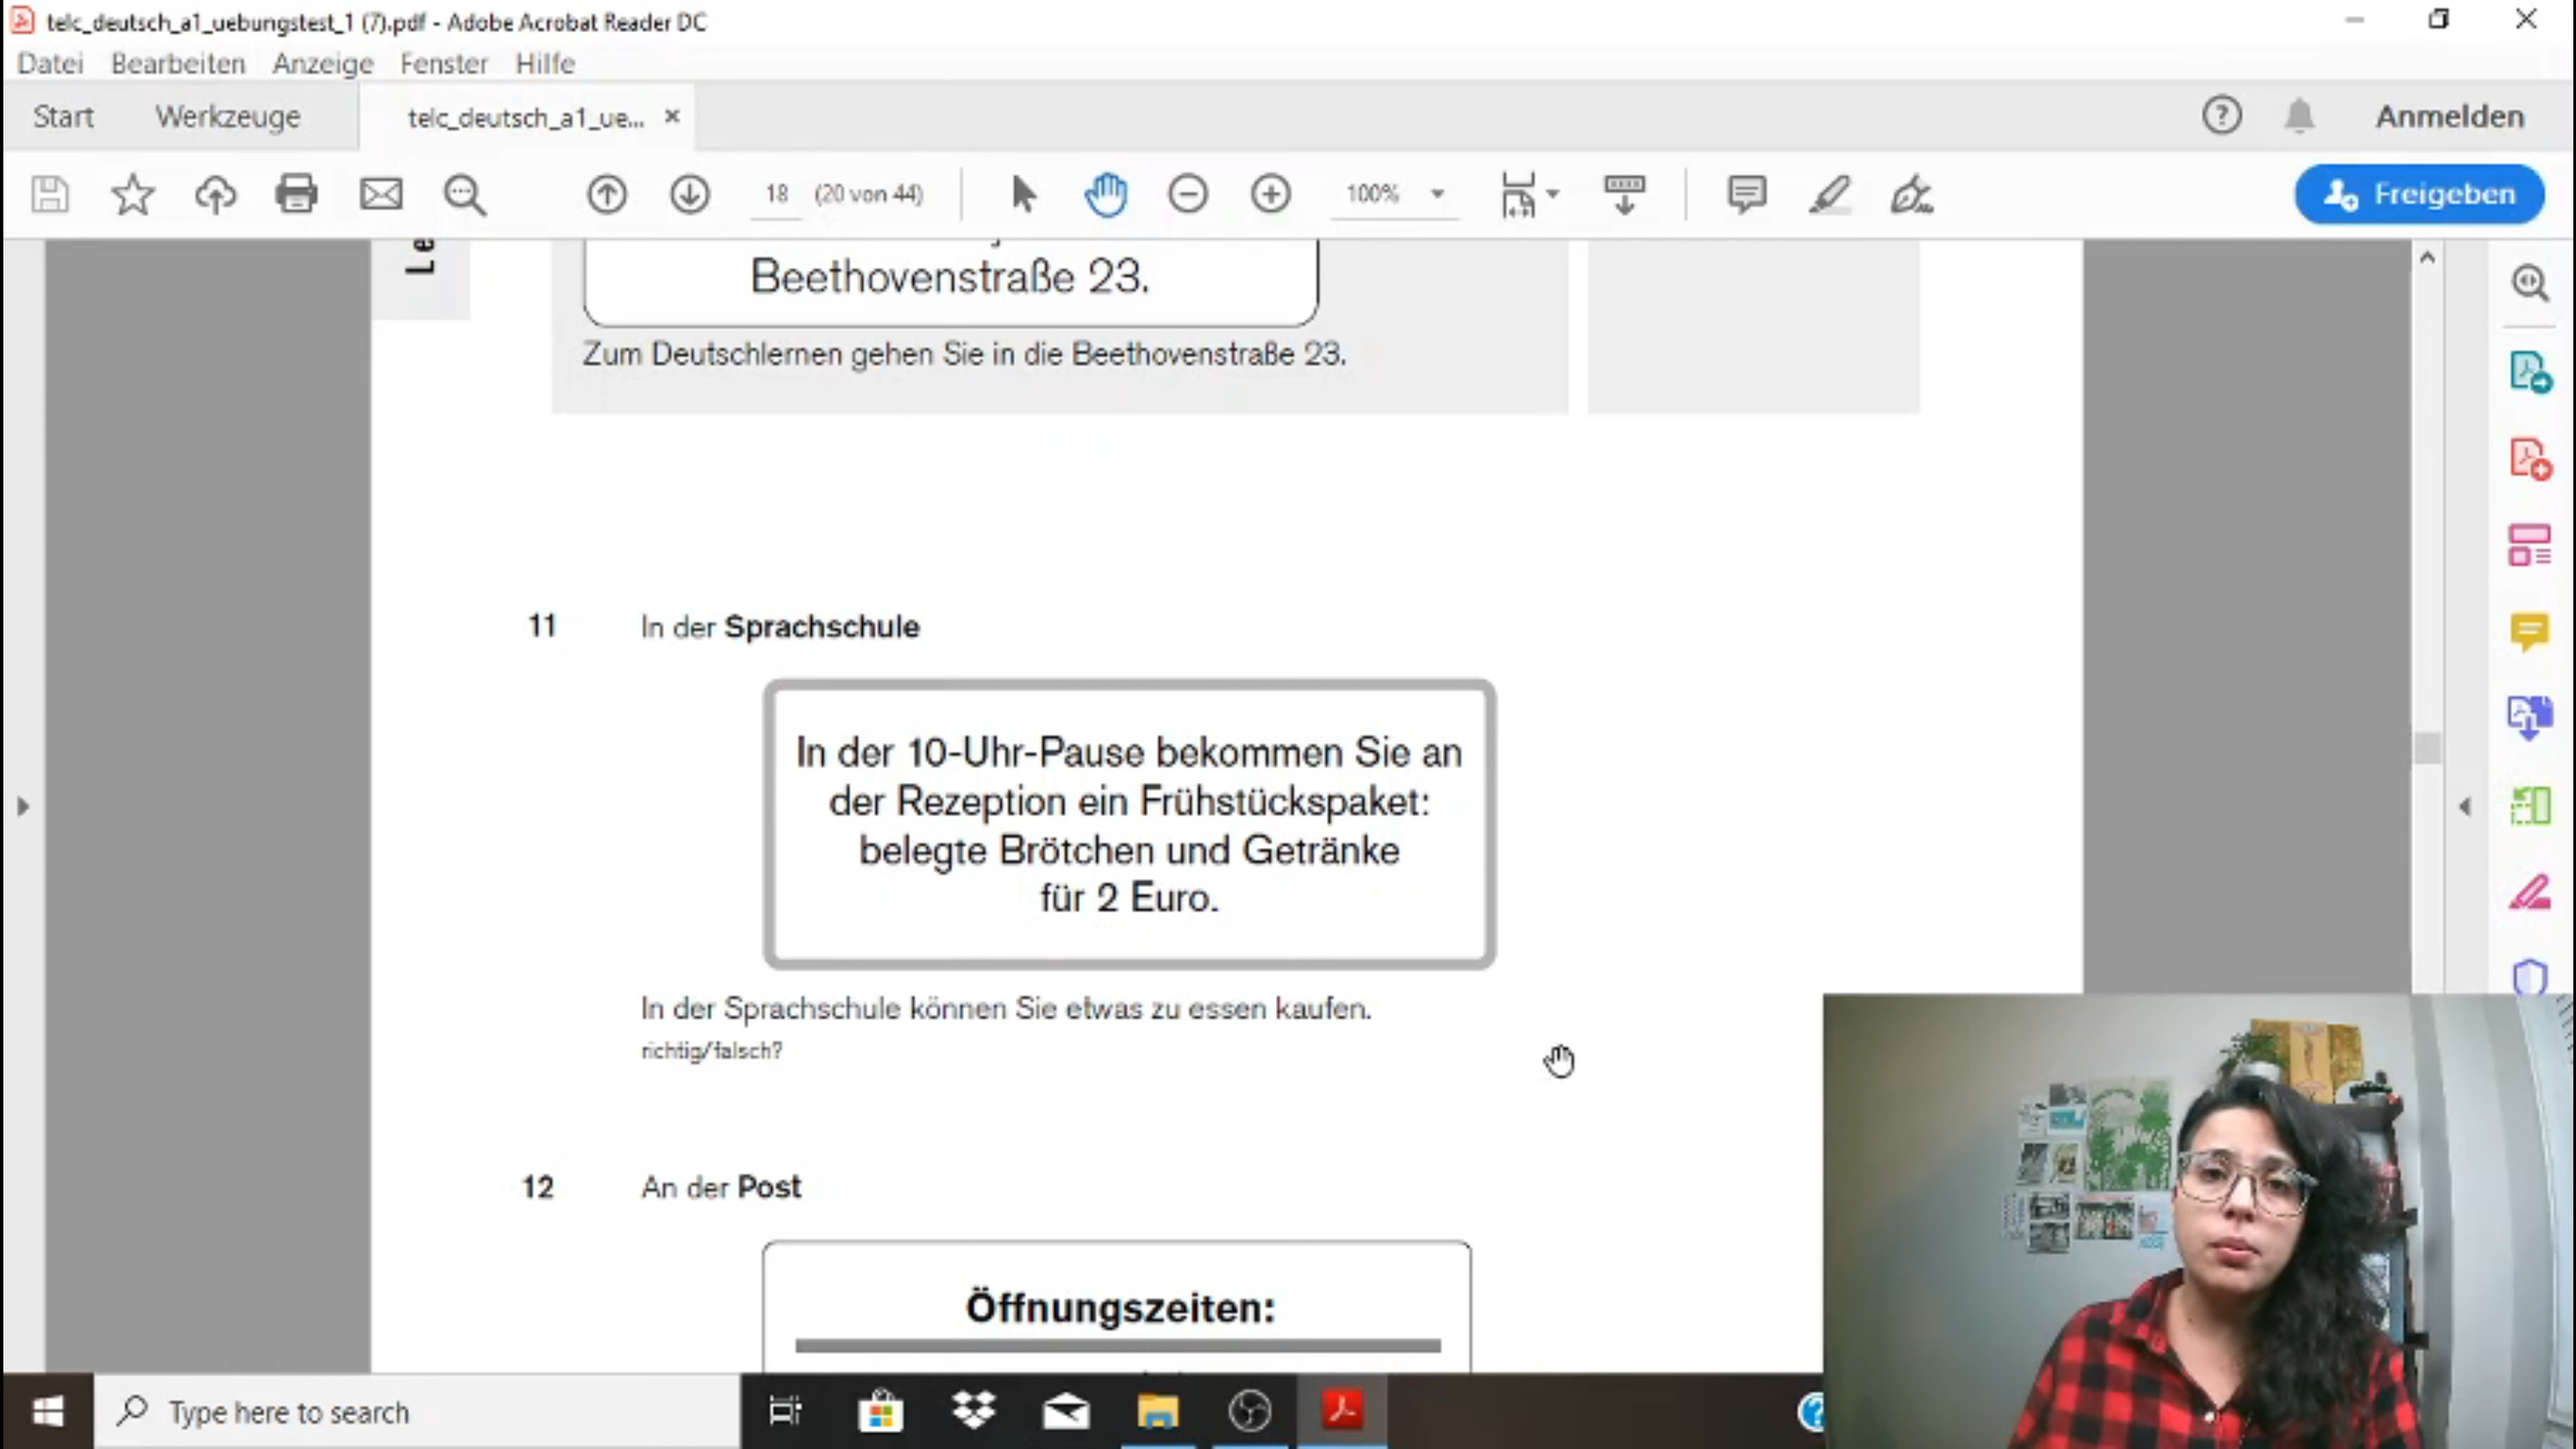 telc_deutsch_a1_uebungstest_1 (7).pdf - Adobe Acrobat Reader DC
Datei Bearbeiten Anzeige Fenster Hilfe
Start Werkzeuge telc_deutsch_a1_ue... × Anmelden
18 (20 von 44) 100% Freigeben
Le
Beethovenstraße 23.
Zum Deutschlernen gehen Sie in die Beethovenstraße 23.
11 In der Sprachschule
In der 10-Uhr-Pause bekommen Sie an
der Rezeption ein Frühstückspaket:
belegte Brötchen und Getränke
für 2 Euro.
In der Sprachschule können Sie etwas zu essen kaufen.
richtig/falsch?
12 An der Post
Öffnungszeiten:
Type here to search